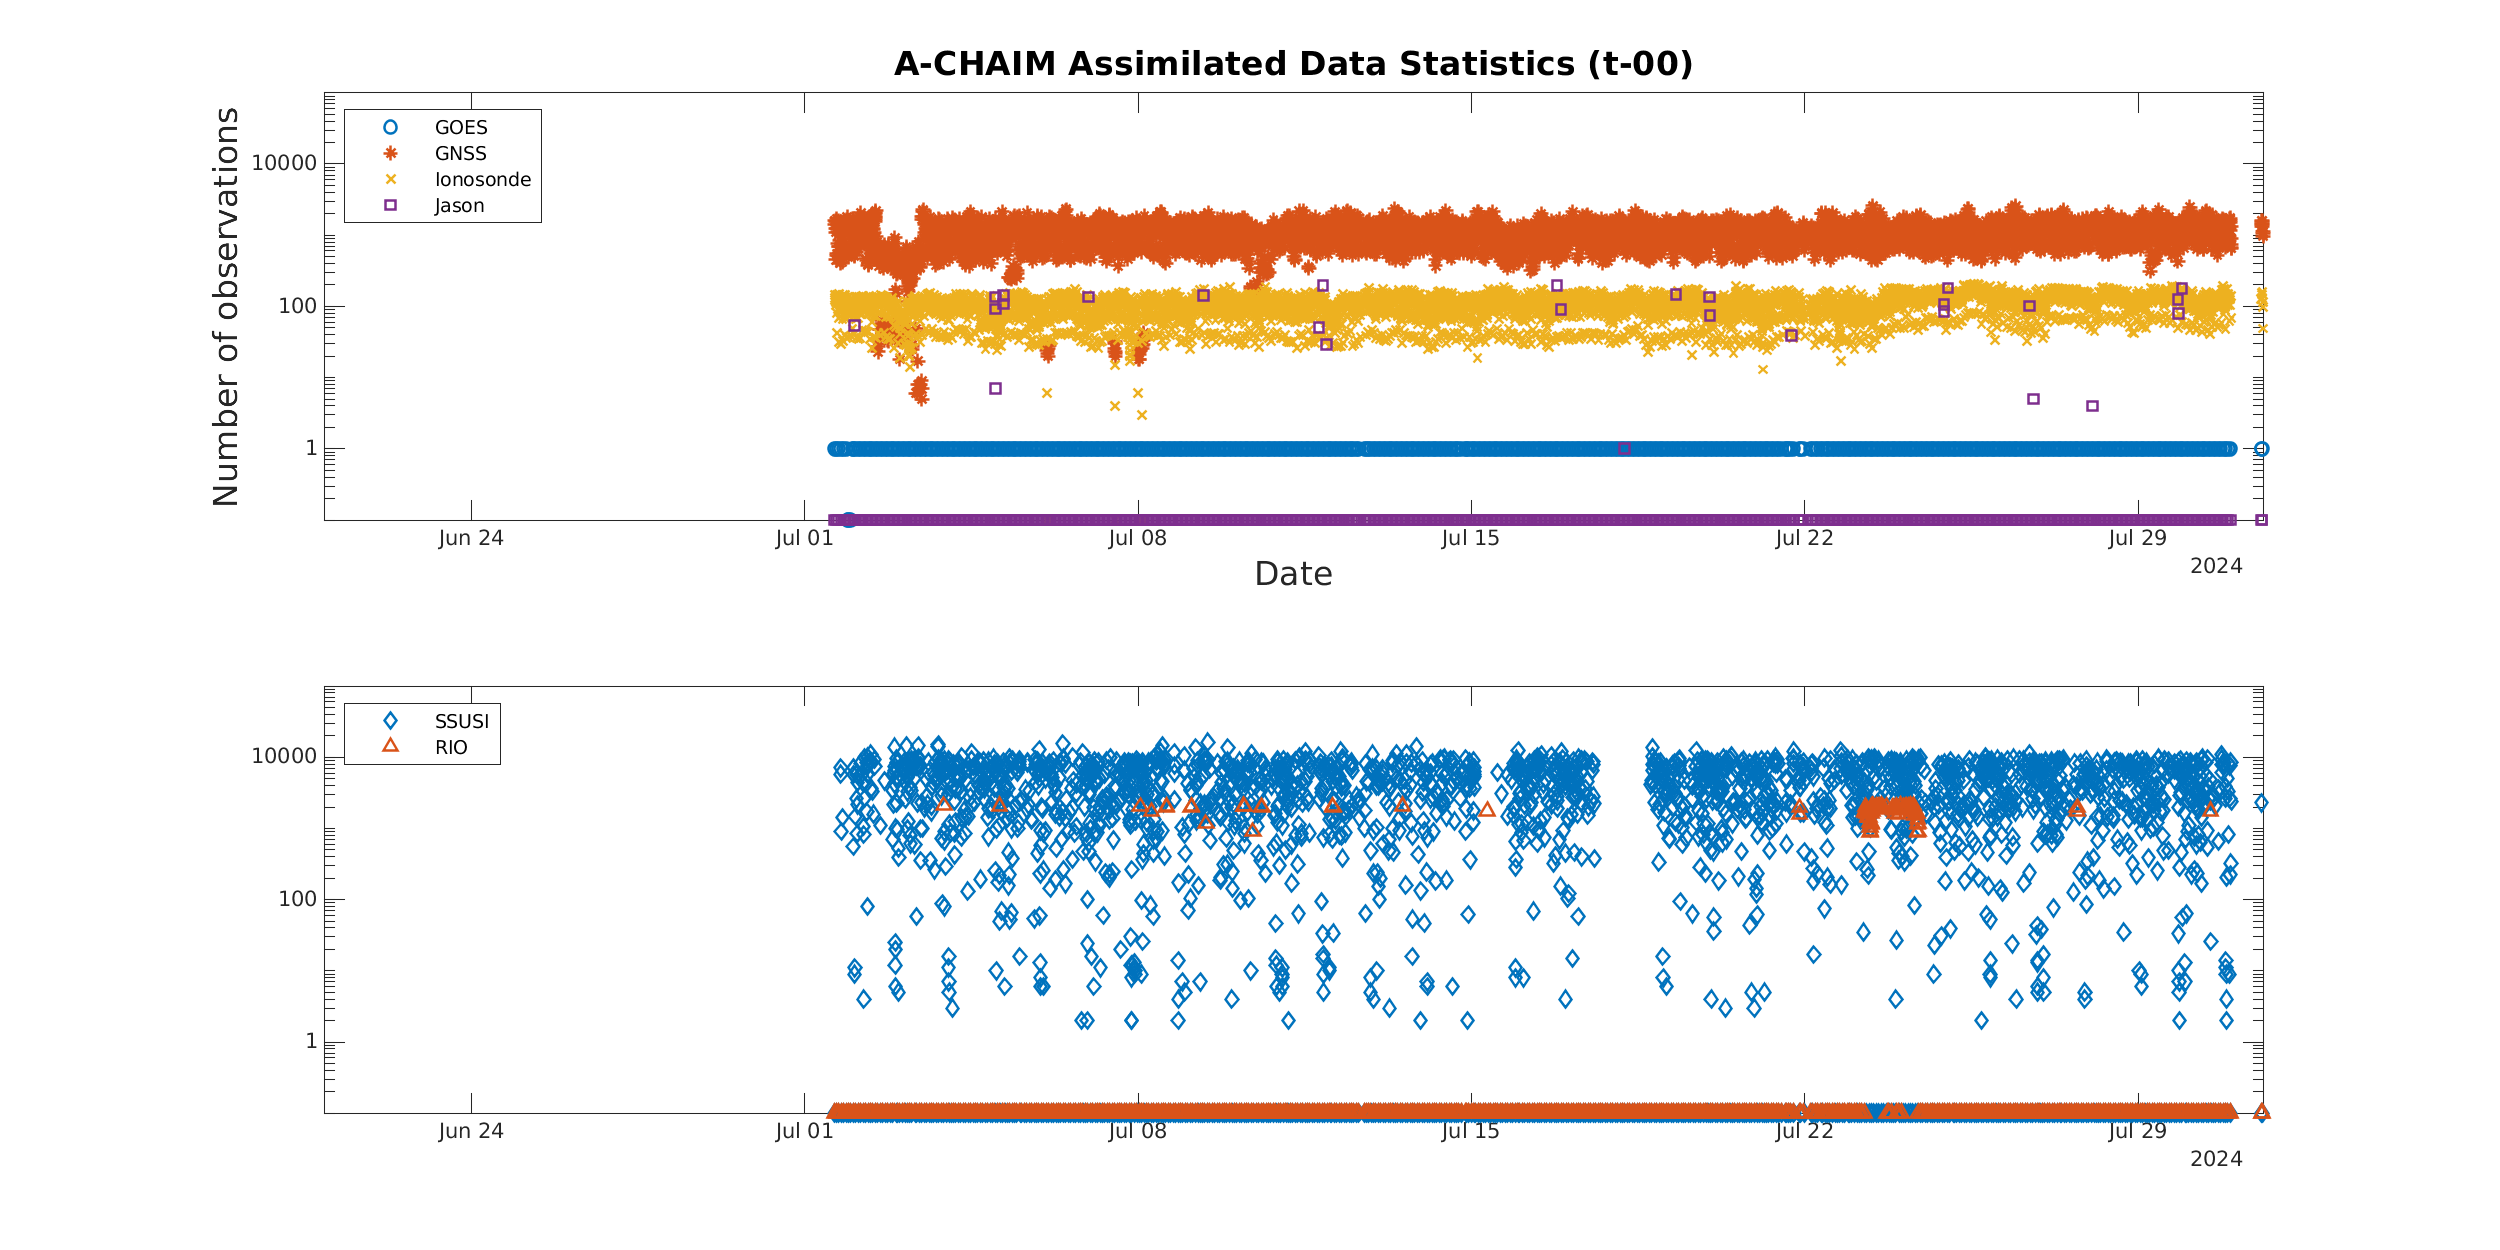 A-CHAIM Assimilated Data Statistics (t-00)
Number of observations
10000
100
1
GOES
GNSS
Ionosonde
Jason
Jun 24
Jul 01
Jul 08
Jul 15
Jul 22
Jul 29
2024
Date
10000
100
1
SSUSI
RIO
Jun 24
Jul 01
Jul 08
Jul 15
Jul 22
Jul 29
2024